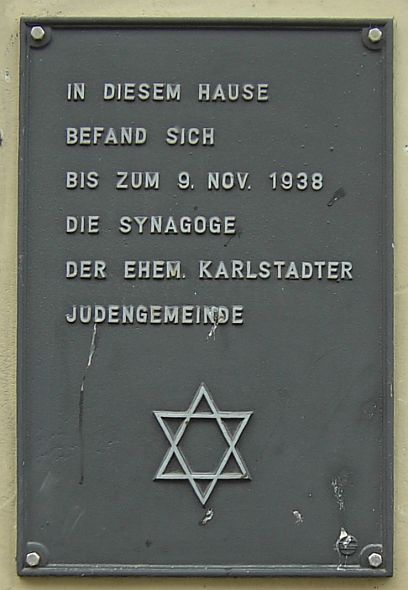 IN DIESEM HAUSE
BEFAND SICH
BIS ZUM 9. NOV. 1938
DIE SYNAGOGE
DER EHEM. KARLSTADTER
JUDENGEMEINDE